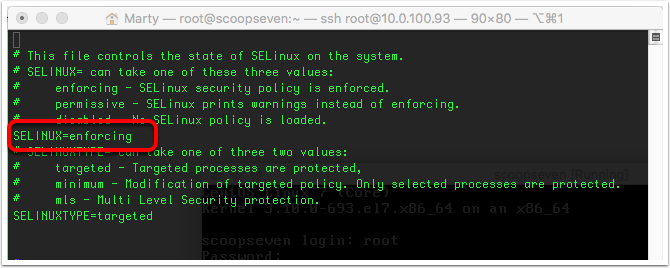 Marty — root@scoopseven:~ — ssh root@10.0.100.93 — 90×80 — ⌥⌘1
# This file controls the state of SELinux on the system.
# SELINUX= can take one of these three values:
#     enforcing - SELinux security policy is enforced.
#     permissive - SELinux prints warnings instead of enforcing.
#     disabled - No SELinux policy is loaded.
SELINUX=enforcing
# SELINUXTYPE= can take one of three two values:
#     targeted - Targeted processes are protected,
#     minimum - Modification of targeted policy. Only selected processes are protected.
#     mls - Multi Level Security protection.
SELINUXTYPE=targeted
scoopseven [Running]
CentOS Linux 7 (Core)
Kernel 3.10.0-693.el7.x86_64 on an x86_64
scoopseven login: root
Password: